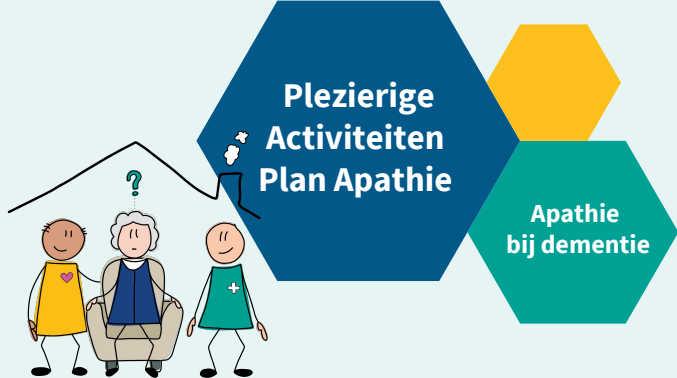 Plezierige
Activiteiten
Plan Apathie
?
Apathie
bij dementie